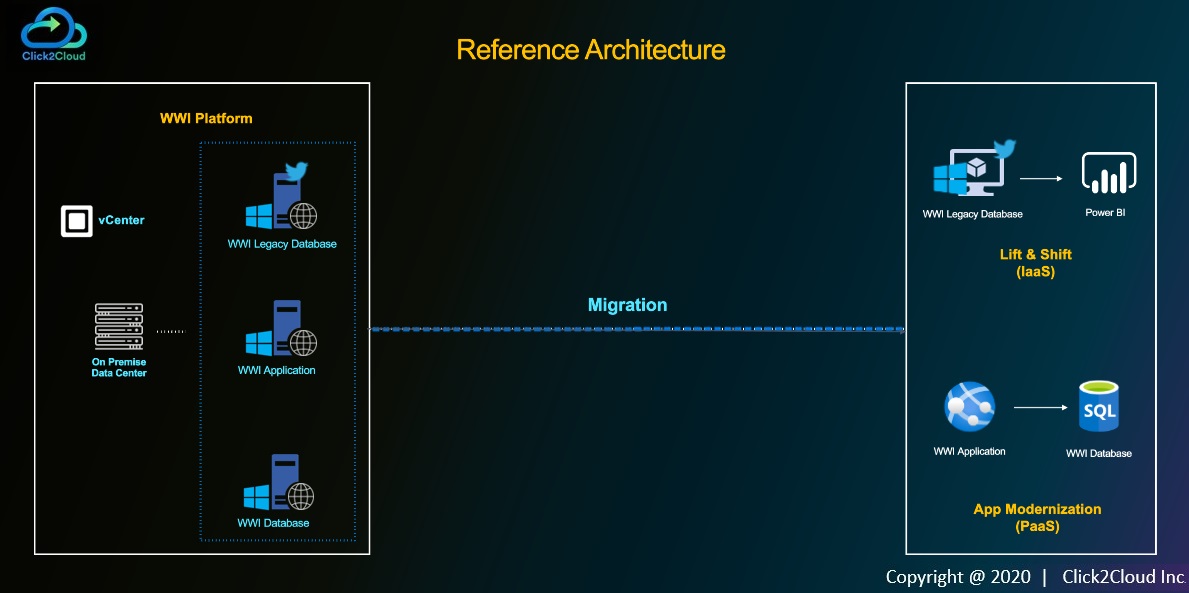 Click2Cloud
Reference Architecture
WWI Platform
vCenter
On Premise
Data Center
WWI Legacy Database
WWI Application
WWI Database
Migration
WWI Legacy Database
Power BI
Lift & Shift
(IaaS)
WWI Application
SQL
WWI Database
App Modernization
(PaaS)
Copyright @ 2020 | Click2Cloud Inc